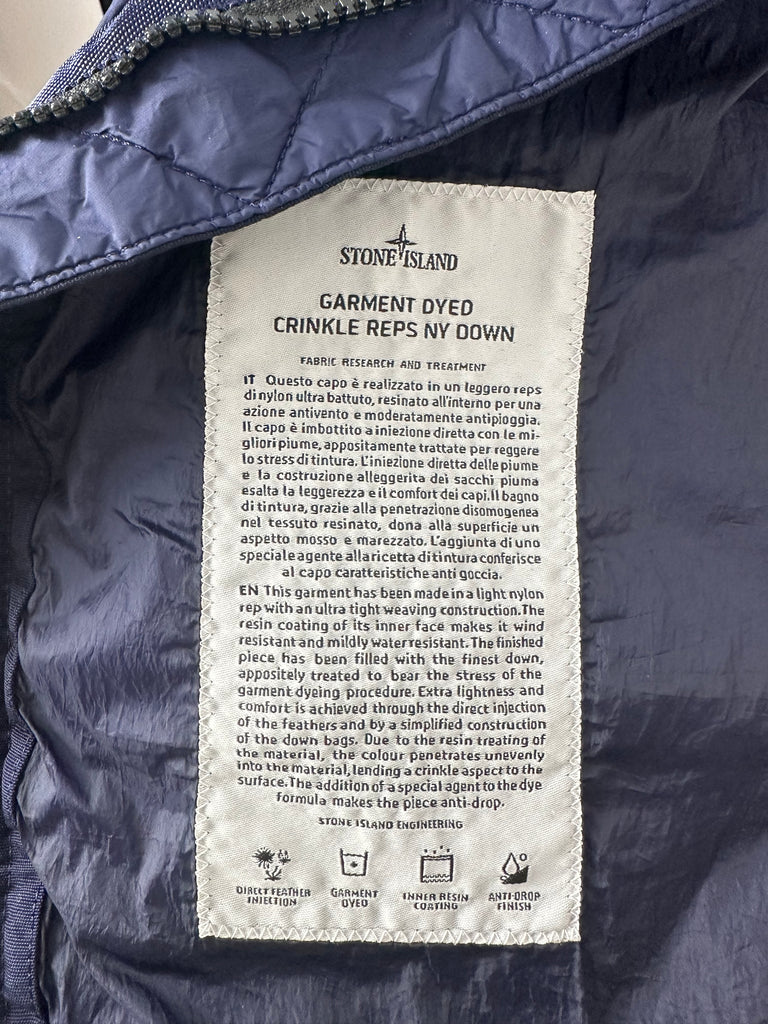 STONE ISLAND
GARMENT DYED
CRINKLE REPS NY DOWN
FABRIC RESEARCH AND TREATMENT
IT Questo capo è realizzato in un leggero reps
di nylon ultra battuto, resinato all'interno per una
azione antivento e moderatamente antipioggia.
Il capo è imbottito a iniezione diretta con le mi-
gliori piume, appositamente trattate per reggere
lo stress di tintura. L'iniezione diretta delle piume
e la costruzione alleggerita dei sacchi piuma
esalta la leggerezza e il comfort dei capi. Il bagno
di tintura, grazie alla penetrazione disomogenea
nel tessuto resinato, dona alla superficie un
aspetto mosso e marezzato. L'aggiunta di uno
speciale agente alla ricetta di tintura conferisce
al capo caratteristiche anti goccia.
EN This garment has been made in a light nylon
rep with an ultra tight weaving construction. The
resin coating of its inner face makes it wind
resistant and mildly water resistant. The finished
piece has been filled with the finest down,
appositely treated to bear the stress of the
garment dyeing procedure. Extra lightness and
comfort is achieved through the direct injection
of the feathers and by a simplified construction
of the down bags. Due to the resin treating of
the material, the colour penetrates unevenly
into the material, lending a crinkle aspect to the
surface. The addition of a special agent to the dye
formula makes the piece anti-drop.
STONE ISLAND ENGINEERING
DIRECT FEATHER
INJECTION
GARMENT
DYED
INNER RESIN
COATING
ANTI-DROP
FINISH